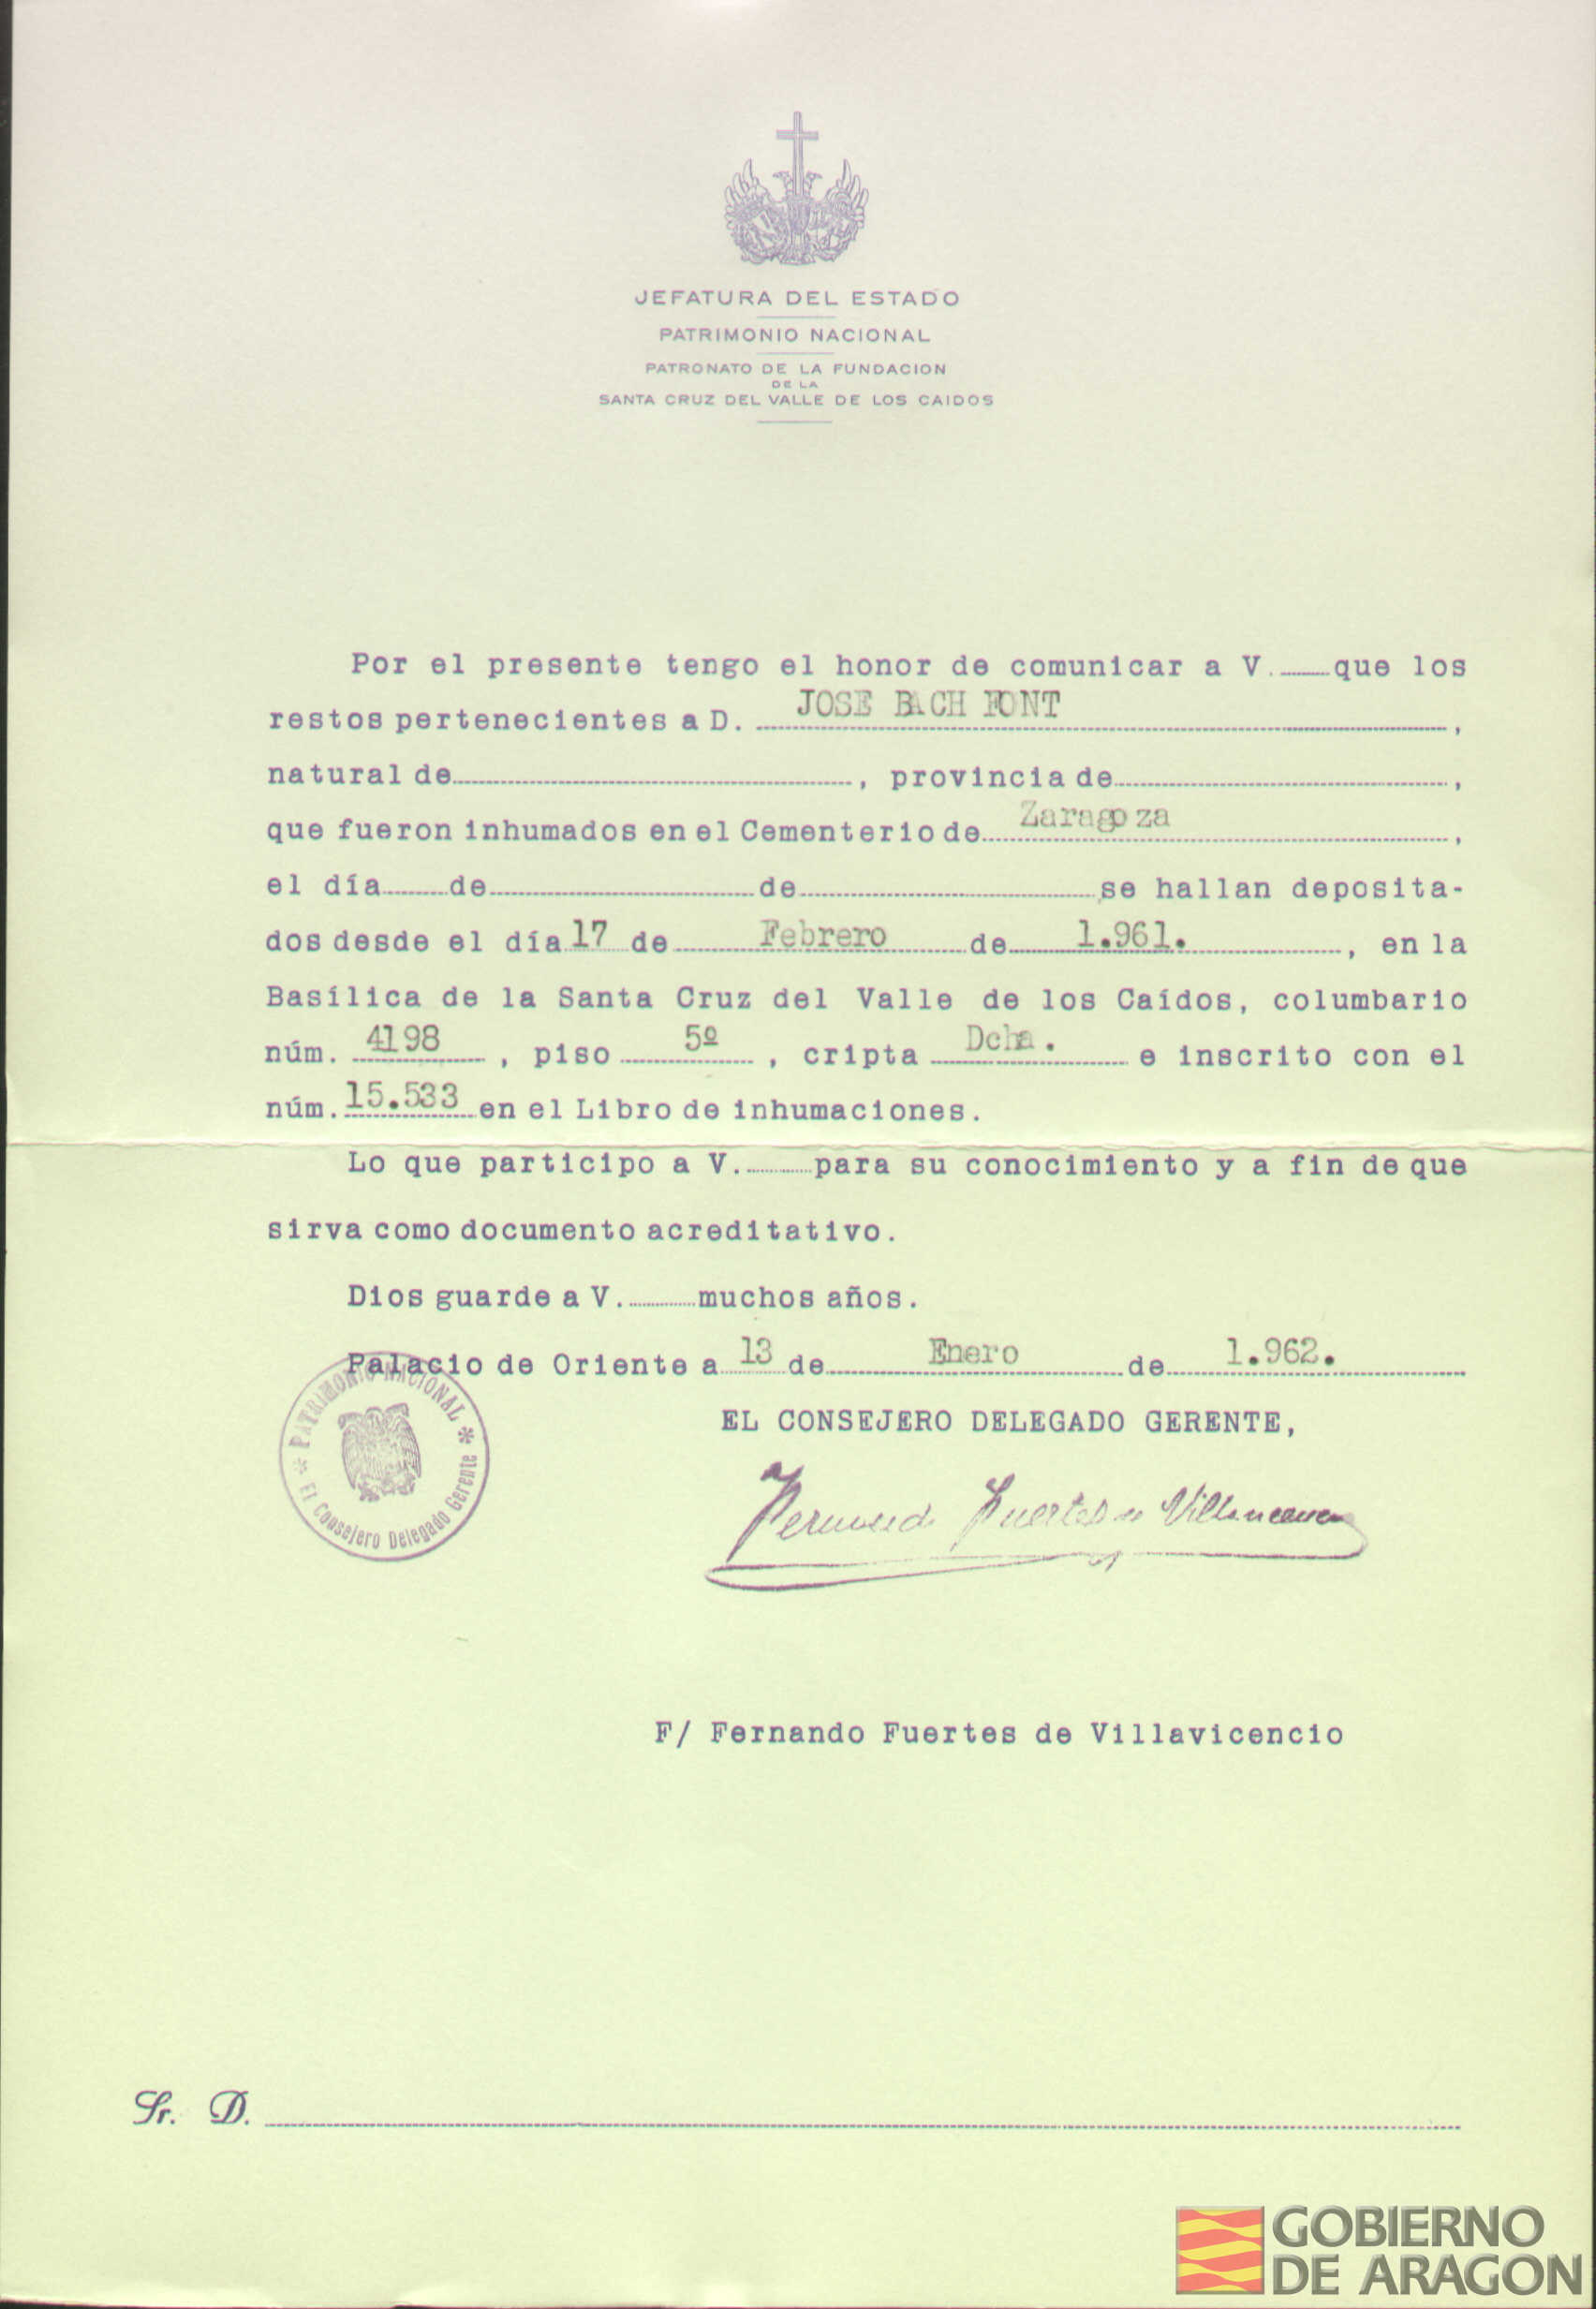 JEFATURA DEL ESTADO
PATRIMONIO NACIONAL
PATRONATO DE LA FUNDACION
DE LA
SANTA CRUZ DEL VALLE DE LOS CAIDOS
Por el presente tengo el honor de comunicar a V. que los
restos pertenecientes a D. JOSE BACH FONT,
natural de, provincia de,
que fueron inhumados en el Cementerio de Zaragoza,
el día de de se hallan deposita-
dos desde el día 17 de Febrero de 1.961., en la
Basílica de la Santa Cruz del Valle de los Caídos, columbario
núm. 4198, piso 5º, cripta Dcha. e inscrito con el
núm. 15.533 en el Libro de inhumaciones.
Lo que participo a V. para su conocimiento y a fin de que
sirva como documento acreditativo.
Dios guarde a V. muchos años.
Palacio de Oriente a 13 de Enero de 1.962.
* PATRIMONIO NACIONAL *
El Consejero Delegado Gerente
EL CONSEJERO DELEGADO GERENTE,
Fernando Fuertes de Villavicencio
F/ Fernando Fuertes de Villavicencio
Sr. D.
GOBIERNO
DE ARAGON